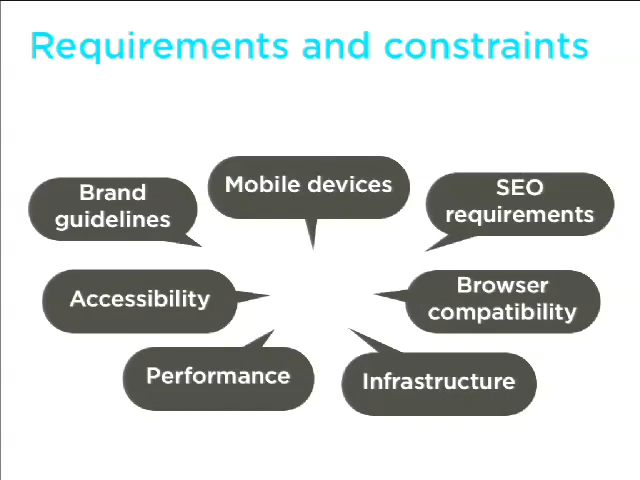 Requirements and constraints
Mobile devices
Brand
guidelines
SEO
requirements
Accessibility
Browser
compatibility
Performance
Infrastructure